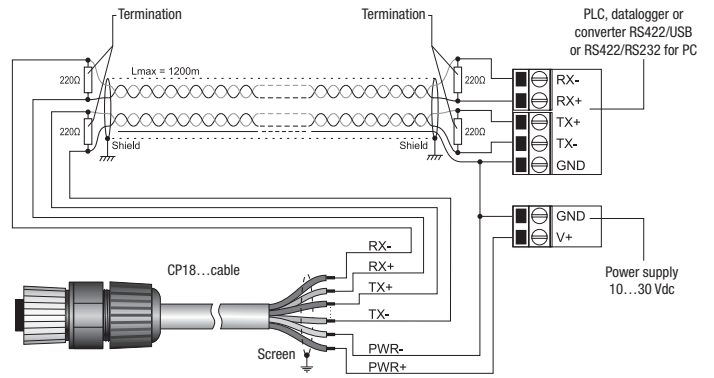 Termination
Termination
PLC, datalogger or
converter RS422/USB
or RS422/RS232 for PC
220Ω
Lmax = 1200m
220Ω
RX-
RX+
220Ω
220Ω
TX+
TX-
Shield
Shield
GND
GND
V+
RX-
CP18...cable
RX+
TX+
TX-
Power supply
10...30 Vdc
Screen
PWR-
PWR+